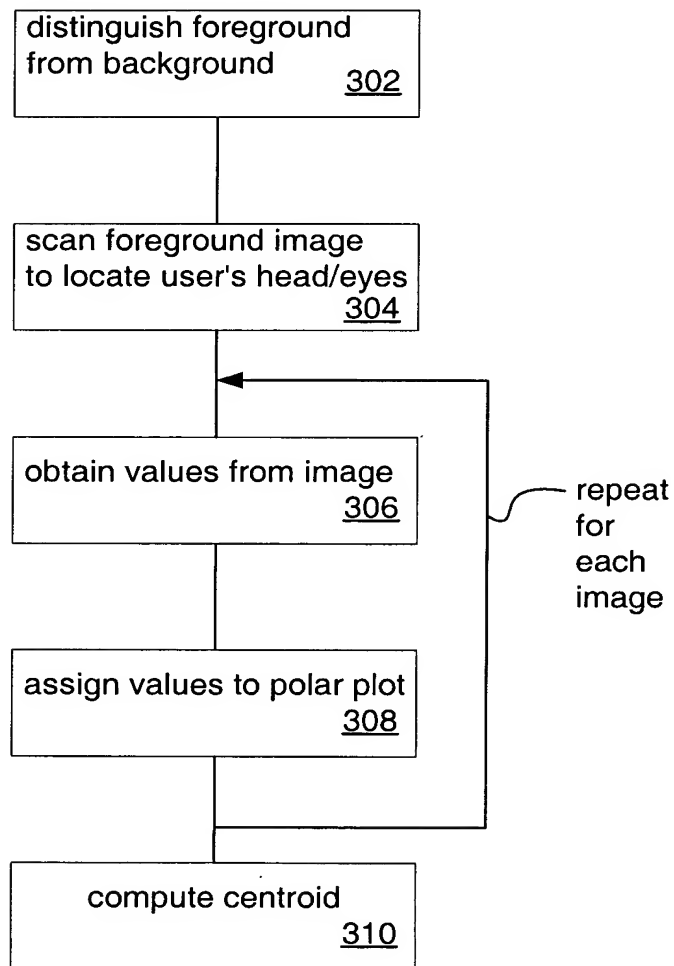 distinguish foreground
from background
302
scan foreground image
to locate user's head/eyes
304
obtain values from image
306
repeat
for
each
image
assign values to polar plot
308
compute centroid
310